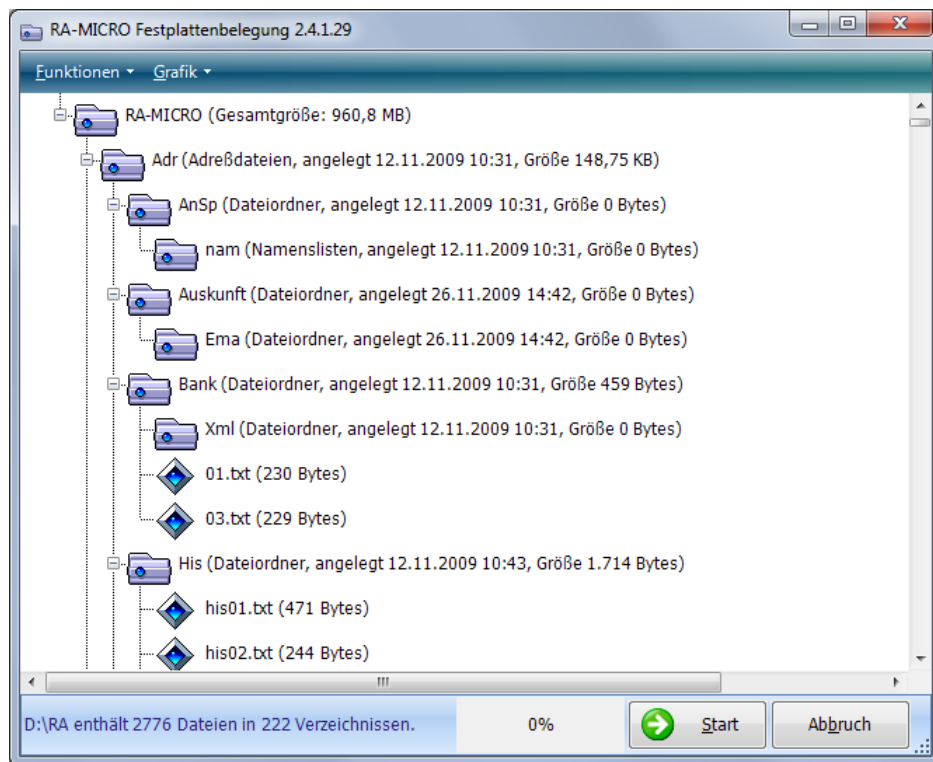 RA-MICRO Festplattenbelegung 2.4.1.29
Funktionen Grafik
RA-MICRO (Gesamtgröße: 960,8 MB)
Adr (Adreßdateien, angelegt 12.11.2009 10:31, Größe 148,75 KB)
AnSp (Dateiordner, angelegt 12.11.2009 10:31, Größe 0 Bytes)
nam (Namenslisten, angelegt 12.11.2009 10:31, Größe 0 Bytes)
Auskunft (Dateiordner, angelegt 26.11.2009 14:42, Größe 0 Bytes)
Ema (Dateiordner, angelegt 26.11.2009 14:42, Größe 0 Bytes)
Bank (Dateiordner, angelegt 12.11.2009 10:31, Größe 459 Bytes)
Xml (Dateiordner, angelegt 12.11.2009 10:31, Größe 0 Bytes)
01.txt (230 Bytes)
03.txt (229 Bytes)
His (Dateiordner, angelegt 12.11.2009 10:43, Größe 1.714 Bytes)
his01.txt (471 Bytes)
his02.txt (244 Bytes)
D:\RA enthält 2776 Dateien in 222 Verzeichnissen. 0% Start Abbruch